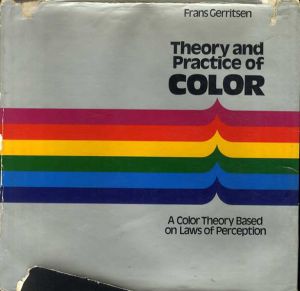 Frans Gerritsen
Theory and
Practice of
COLOR
A Color Theory Based
on Laws of Perception